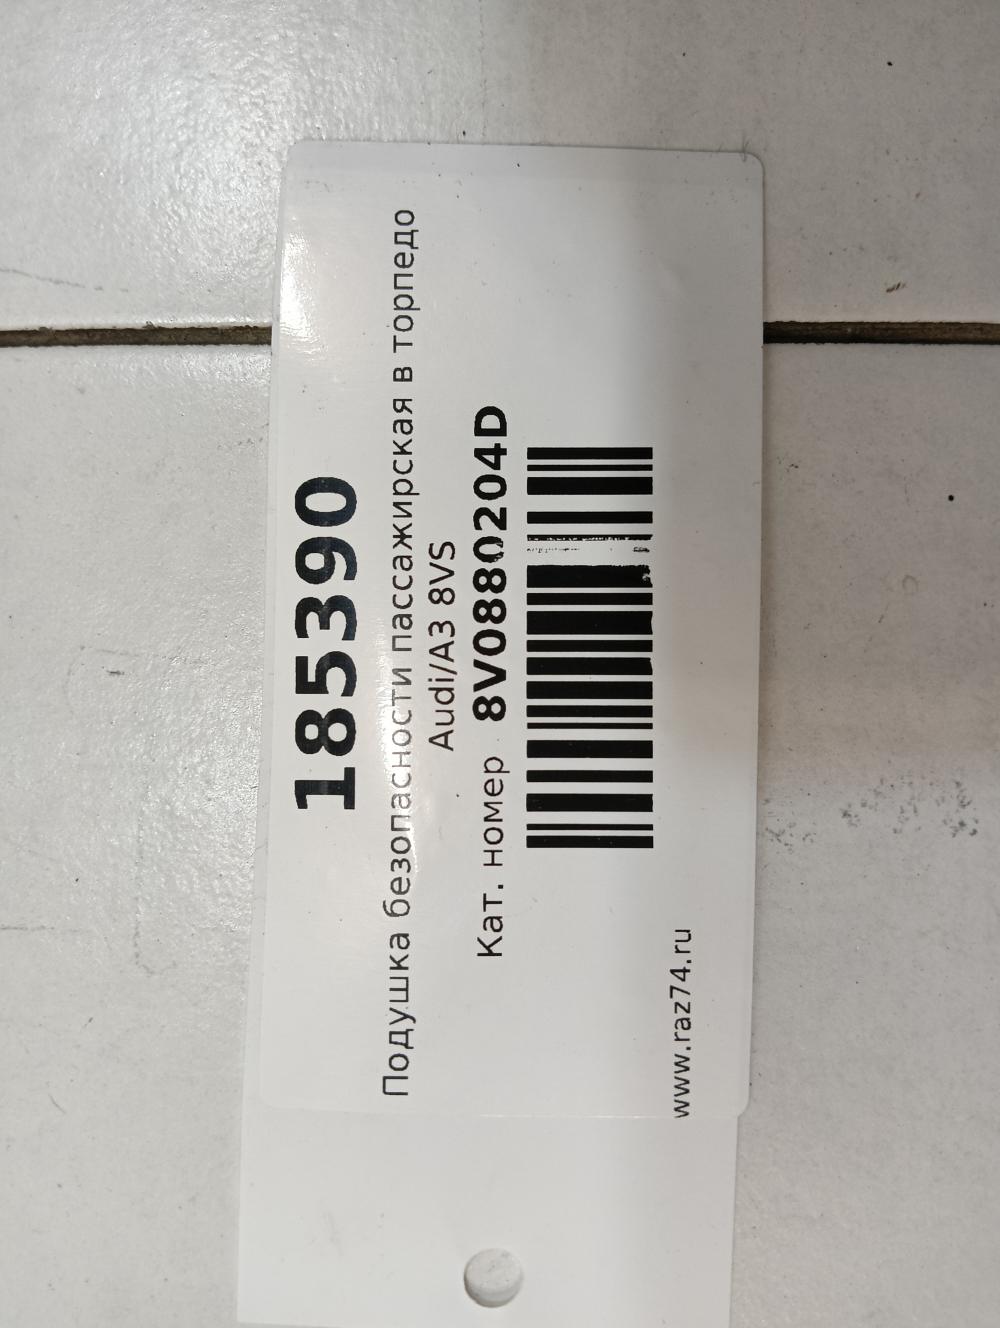 185390
Подушка безопасности пассажирская в торпедо
Audi/A3 8VS
Кат. номер 8V0880204D
www.raz74.ru